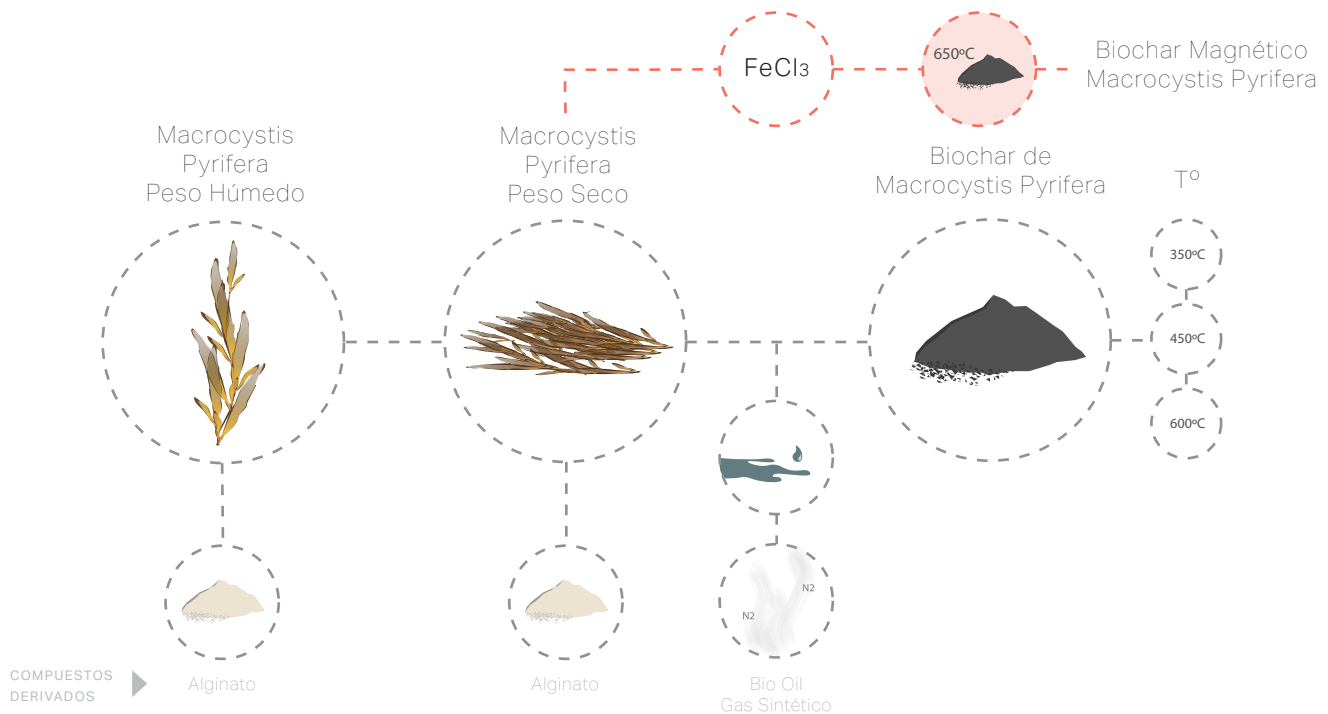 FeCl3
650ºC
Biochar Magnético
Macrocystis Pyrifera
Macrocystis
Pyrifera
Peso Húmedo
Macrocystis
Pyrifera
Peso Seco
Biochar de
Macrocystis Pyrifera
Tº
350ºC
450ºC
600ºC
N2
N2
COMPUESTOS
DERIVADOS
Alginato
Alginato
Bio Oil
Gas Sintético